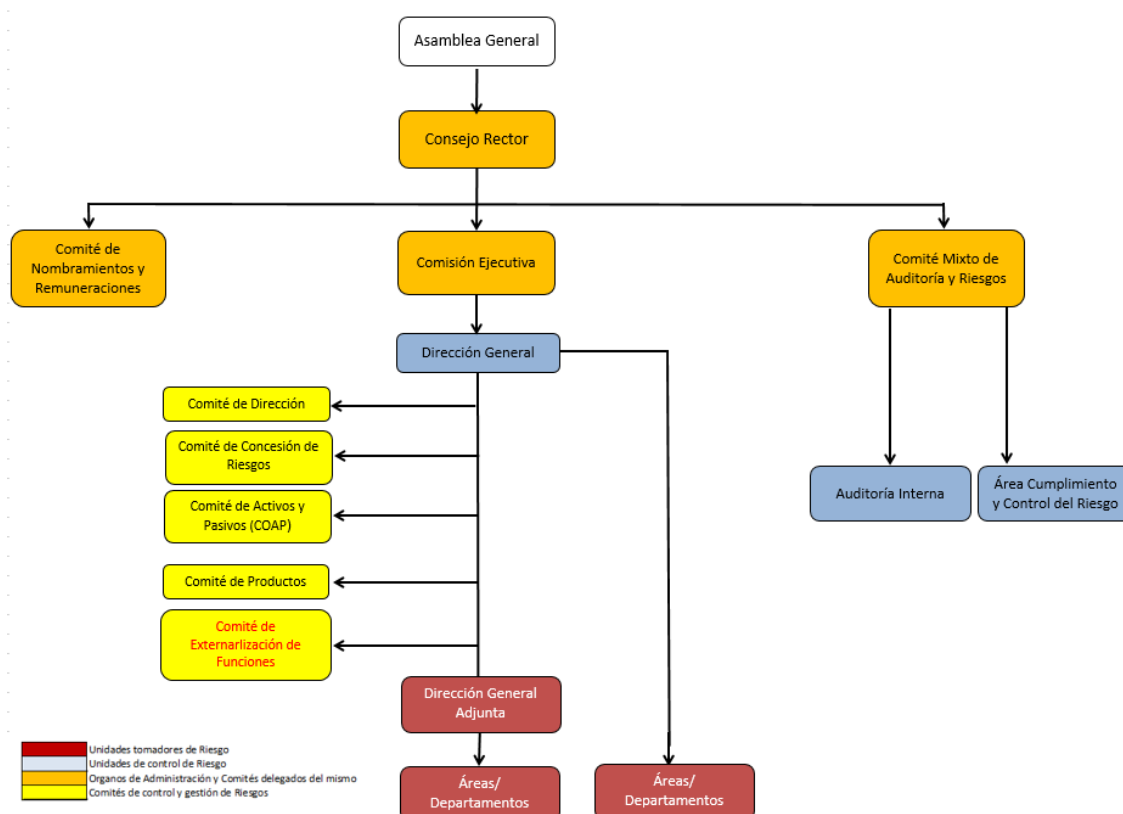 Asamblea General
Consejo Rector
Comité de
Nombramientos y
Remuneraciones
Comisión Ejecutiva
Comité Mixto de
Auditoría y Riesgos
Dirección General
Comité de Dirección
Comité de Concesión de
Riesgos
Comité de Activos y
Pasivos (COAP)
Comité de Productos
Comité de
Externarlización de
Funciones
Auditoría Interna
Área Cumplimiento
y Control del Riesgo
Dirección General
Adjunta
Áreas/
Departamentos
Áreas/
Departamentos
Unidades tomadores de Riesgo
Unidades de control de Riesgo
Organos de Administración y Comités delegados del mismo
Comités de control y gestión de Riesgos